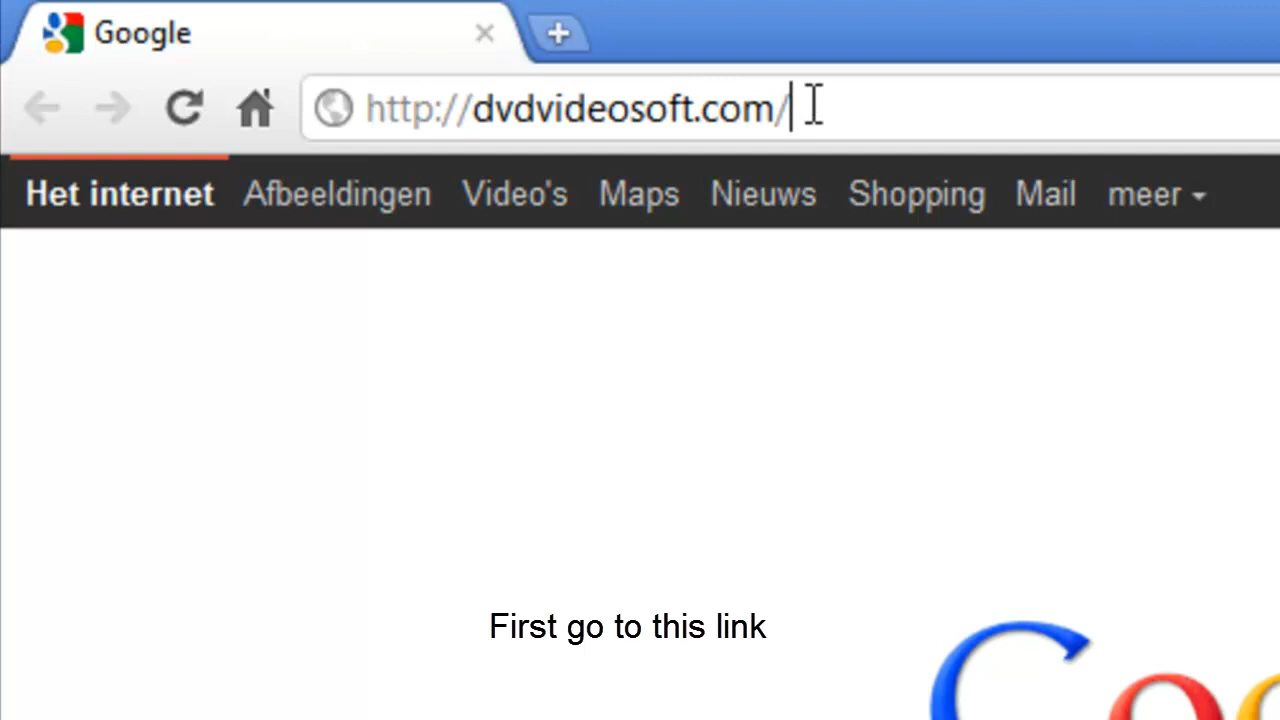 Google
http://dvdvideosoft.com/
Het internet Afbeeldingen Video's Maps Nieuws Shopping Mail meer
First go to this link